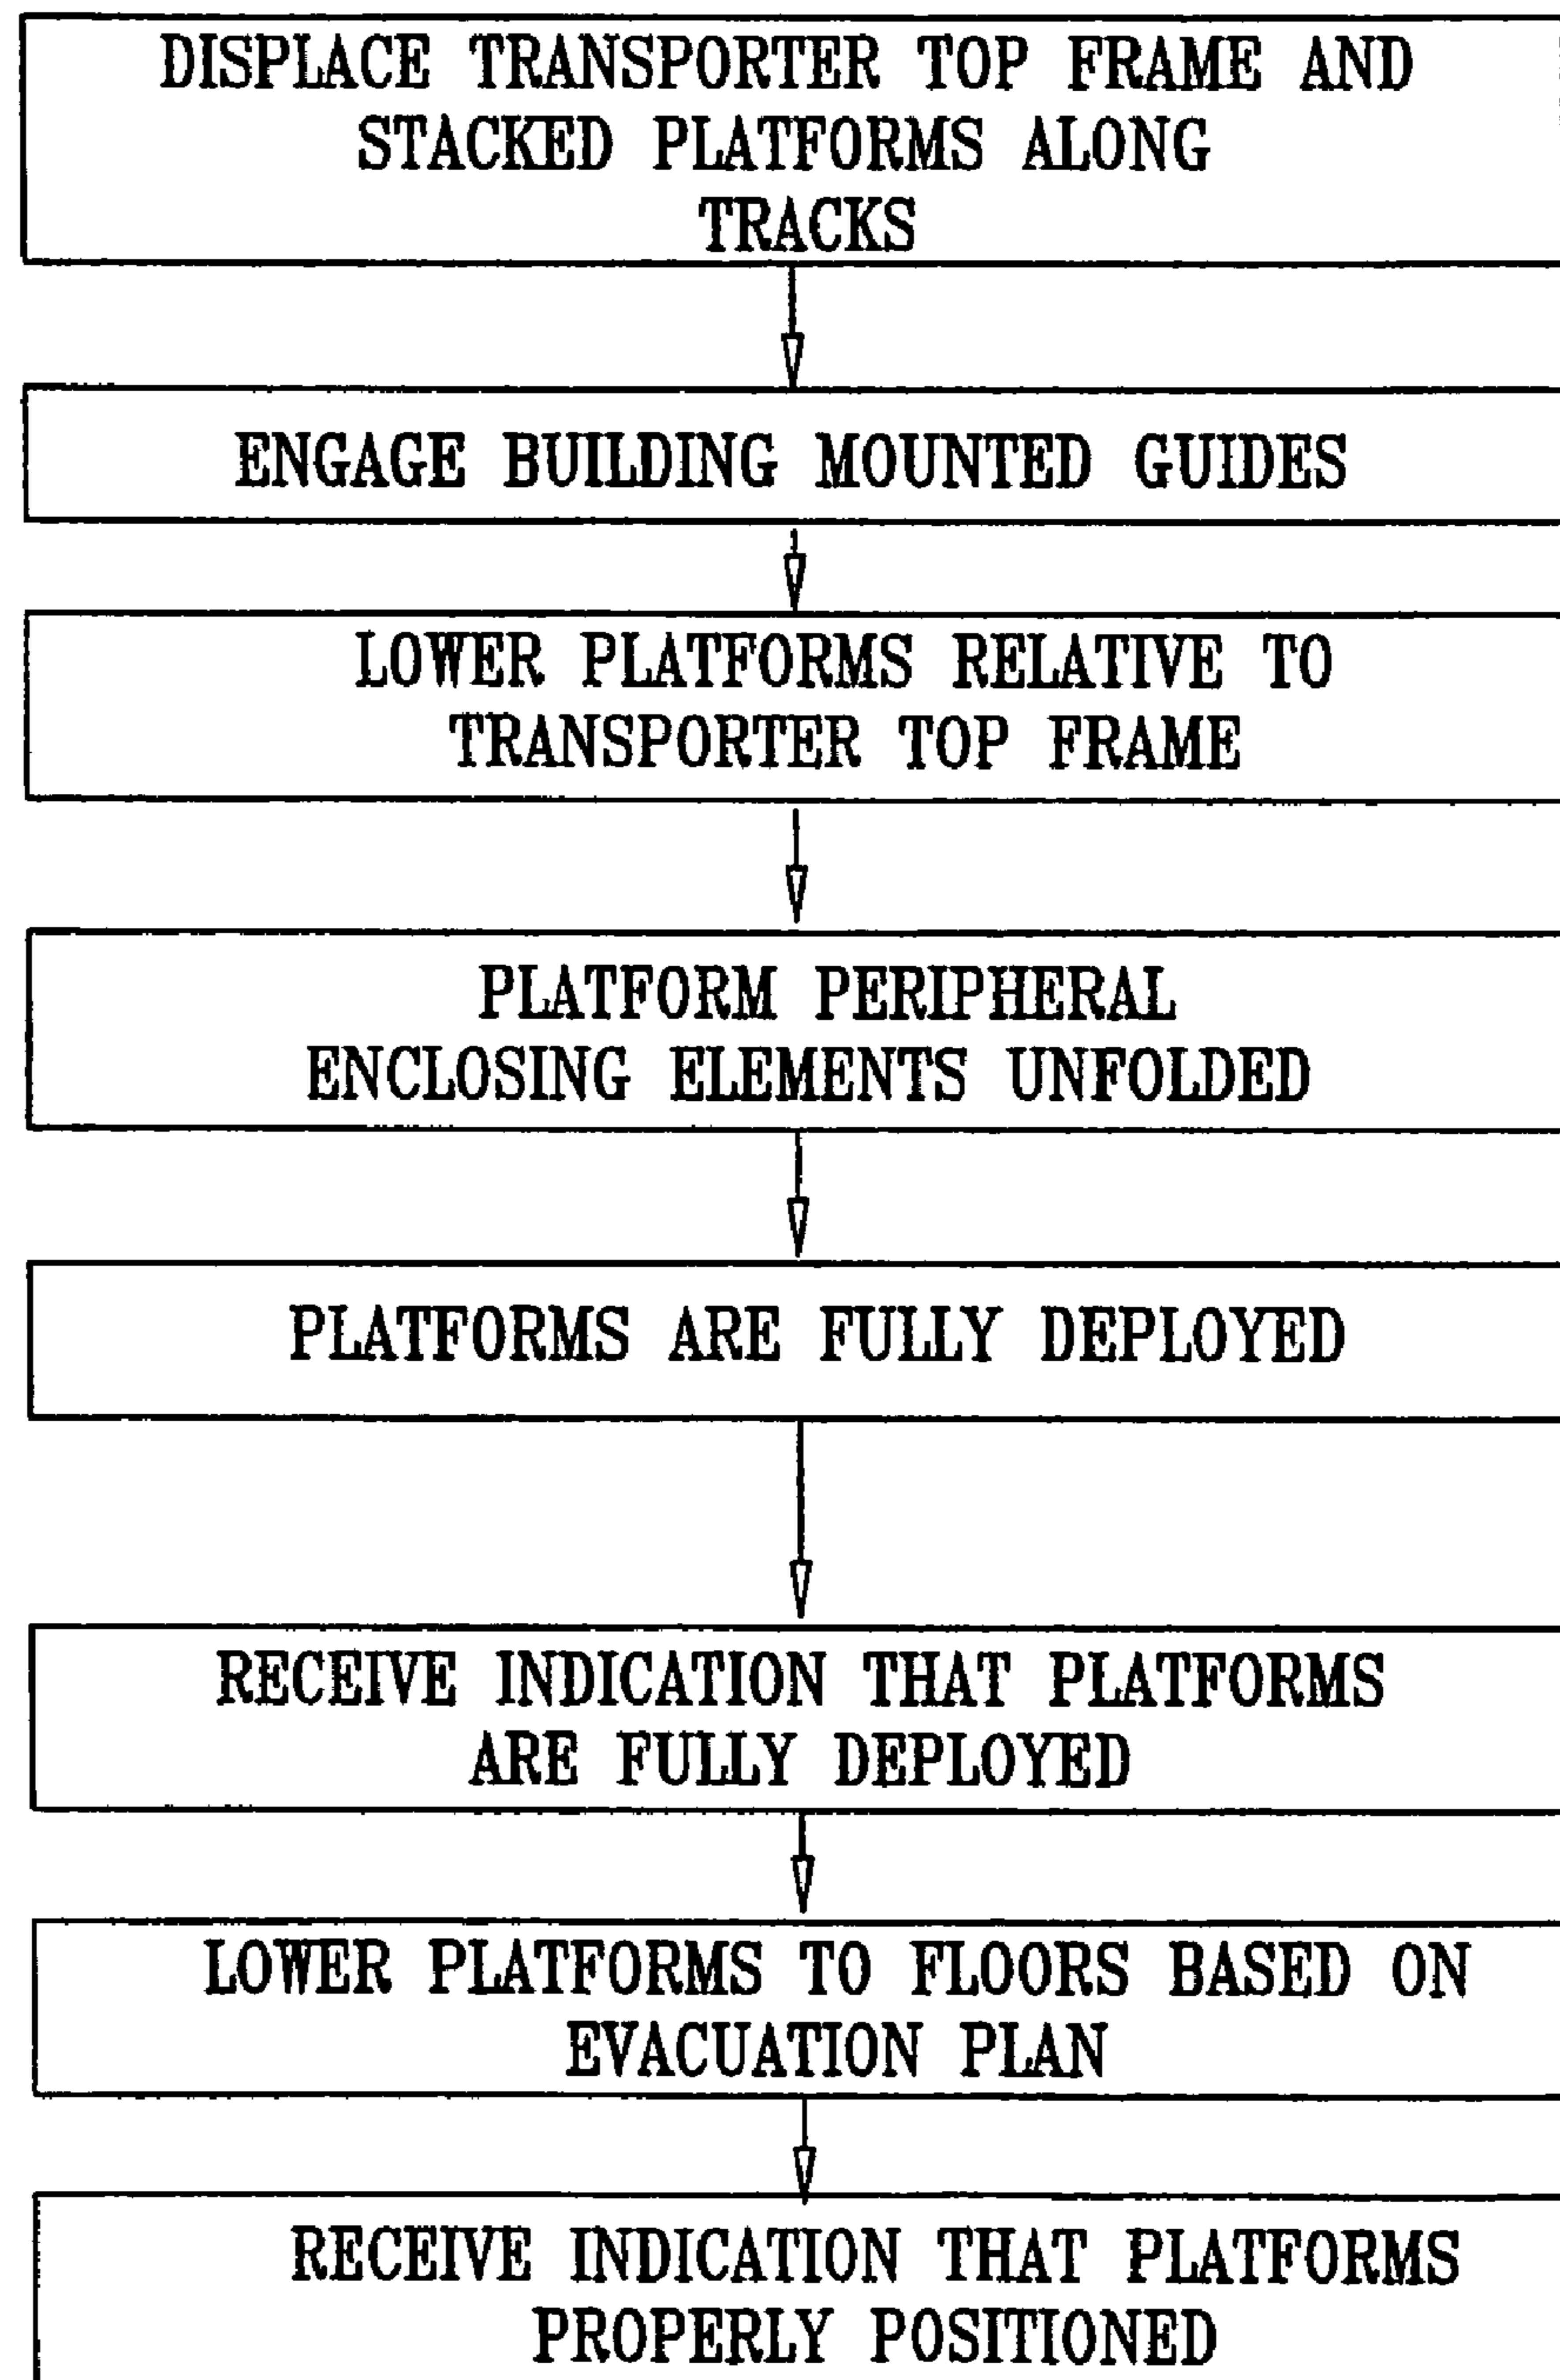 DISPLACE TRANSPORTER TOP FRAME AND
STACKED PLATFORMS ALONG
TRACKS
ENGAGE BUILDING MOUNTED GUIDES
LOWER PLATFORMS RELATIVE TO
TRANSPORTER TOP FRAME
PLATFORM PERIPHERAL
ENCLOSING ELEMENTS UNFOLDED
PLATFORMS ARE FULLY DEPLOYED
RECEIVE INDICATION THAT PLATFORMS
ARE FULLY DEPLOYED
LOWER PLATFORMS TO FLOORS BASED ON
EVACUATION PLAN
RECEIVE INDICATION THAT PLATFORMS
PROPERLY POSITIONED